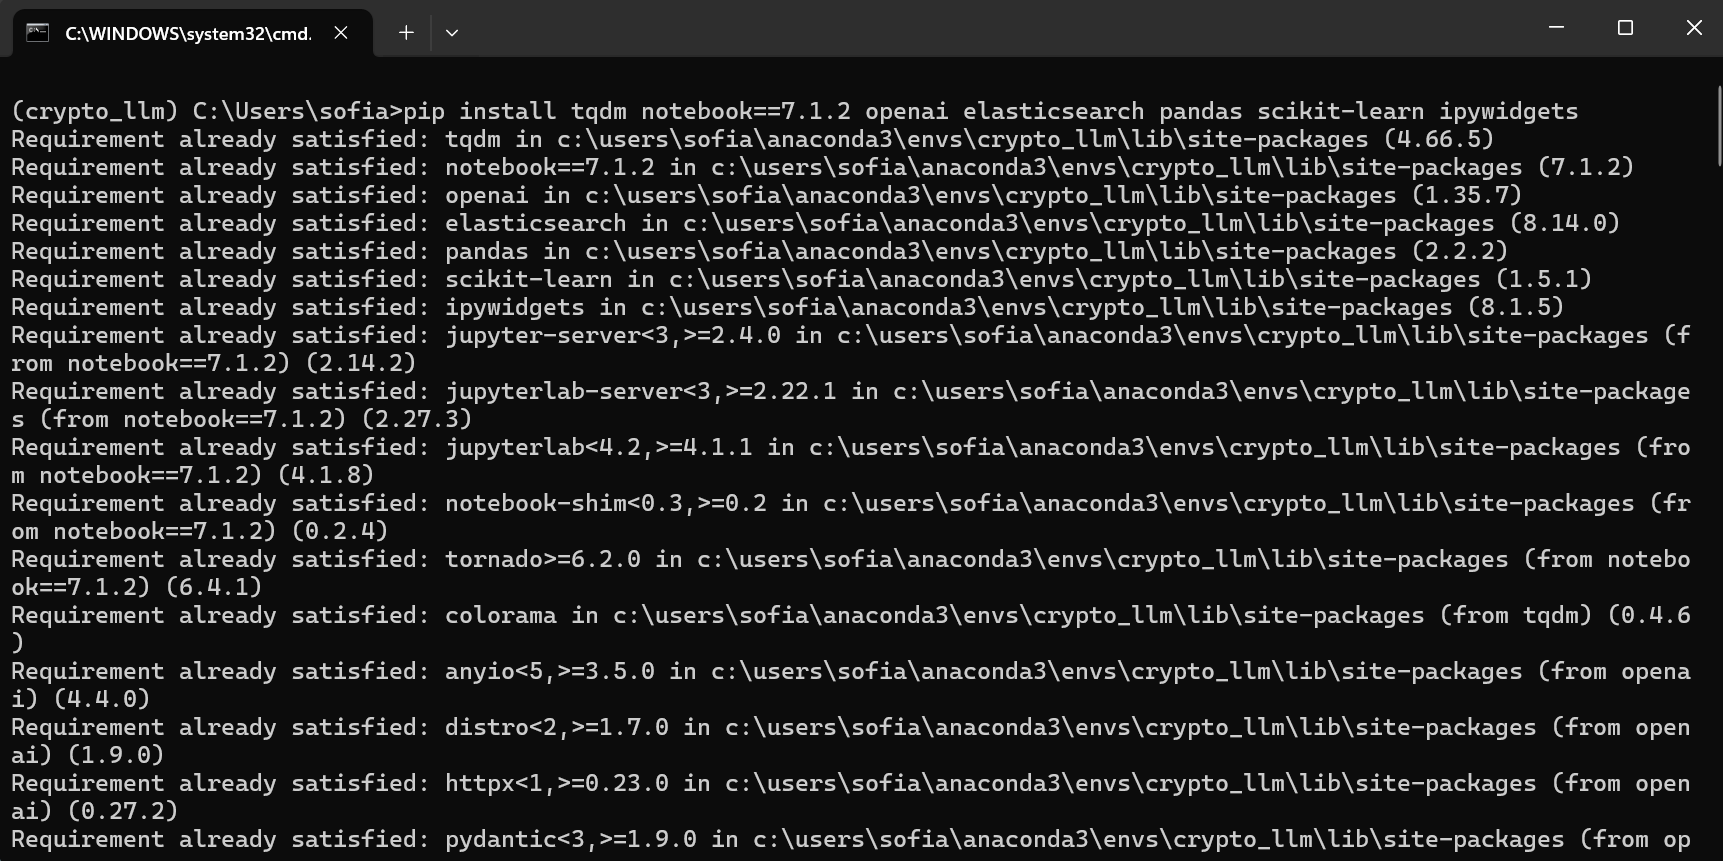 C:\WINDOWS\system32\cmd.
(crypto_llm) C:\Users\sofia>pip install tqdm notebook==7.1.2 openai elasticsearch pandas scikit-learn ipywidgets
Requirement already satisfied: tqdm in c:\users\sofia\anaconda3\envs\crypto_llm\lib\site-packages (4.66.5)
Requirement already satisfied: notebook==7.1.2 in c:\users\sofia\anaconda3\envs\crypto_llm\lib\site-packages (7.1.2)
Requirement already satisfied: openai in c:\users\sofia\anaconda3\envs\crypto_llm\lib\site-packages (1.35.7)
Requirement already satisfied: elasticsearch in c:\users\sofia\anaconda3\envs\crypto_llm\lib\site-packages (8.14.0)
Requirement already satisfied: pandas in c:\users\sofia\anaconda3\envs\crypto_llm\lib\site-packages (2.2.2)
Requirement already satisfied: scikit-learn in c:\users\sofia\anaconda3\envs\crypto_llm\lib\site-packages (1.5.1)
Requirement already satisfied: ipywidgets in c:\users\sofia\anaconda3\envs\crypto_llm\lib\site-packages (8.1.5)
Requirement already satisfied: jupyter-server<3,>=2.4.0 in c:\users\sofia\anaconda3\envs\crypto_llm\lib\site-packages (f
rom notebook==7.1.2) (2.14.2)
Requirement already satisfied: jupyterlab-server<3,>=2.22.1 in c:\users\sofia\anaconda3\envs\crypto_llm\lib\site-package
s (from notebook==7.1.2) (2.27.3)
Requirement already satisfied: jupyterlab<4.2,>=4.1.1 in c:\users\sofia\anaconda3\envs\crypto_llm\lib\site-packages (fro
m notebook==7.1.2) (4.1.8)
Requirement already satisfied: notebook-shim<0.3,>=0.2 in c:\users\sofia\anaconda3\envs\crypto_llm\lib\site-packages (fr
om notebook==7.1.2) (0.2.4)
Requirement already satisfied: tornado>=6.2.0 in c:\users\sofia\anaconda3\envs\crypto_llm\lib\site-packages (from notebo
ok==7.1.2) (6.4.1)
Requirement already satisfied: colorama in c:\users\sofia\anaconda3\envs\crypto_llm\lib\site-packages (from tqdm) (0.4.6
)
Requirement already satisfied: anyio<5,>=3.5.0 in c:\users\sofia\anaconda3\envs\crypto_llm\lib\site-packages (from opena
i) (4.4.0)
Requirement already satisfied: distro<2,>=1.7.0 in c:\users\sofia\anaconda3\envs\crypto_llm\lib\site-packages (from open
ai) (1.9.0)
Requirement already satisfied: httpx<1,>=0.23.0 in c:\users\sofia\anaconda3\envs\crypto_llm\lib\site-packages (from open
ai) (0.27.2)
Requirement already satisfied: pydantic<3,>=1.9.0 in c:\users\sofia\anaconda3\envs\crypto_llm\lib\site-packages (from op